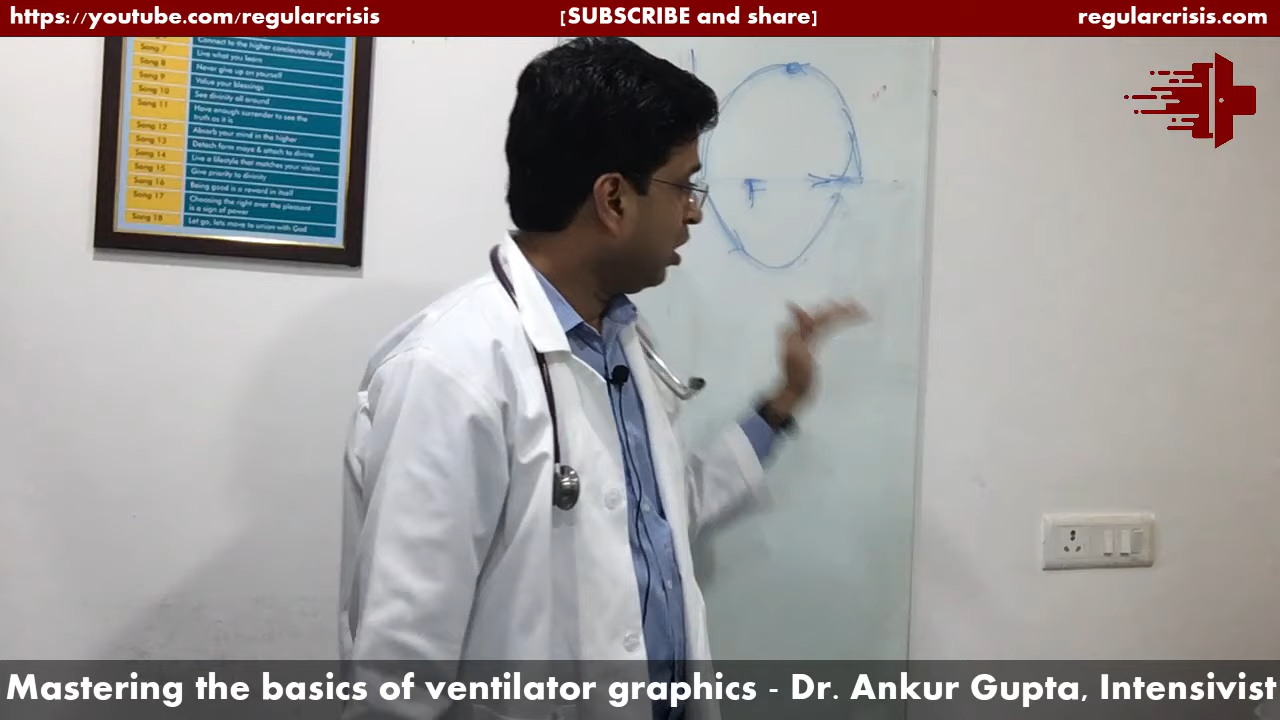 https://youtube.com/regularcrisis
[SUBSCRIBE and share]
regularcrisis.com
Song 7 Connect to the higher conciousness daily
Song 8 Live what you learn
Song 9 Never give up on yourself
Song 10 Value your blessings
Song 11 See divinity all around
Have enough surrender to see the
truth as it is
Song 12 Absorb your mind in the higher
Song 13 Detach form maya & attach to divine
Song 14 Live a lifestyle that matches your vision
Song 15 Give priority to divinity
Song 16 Being good is a reward in itself
Song 17 Choosing the right over the pleasant
is a sign of power
Song 18 Let go, lets move to union with God
F
Mastering the basics of ventilator graphics - Dr. Ankur Gupta, Intensivist